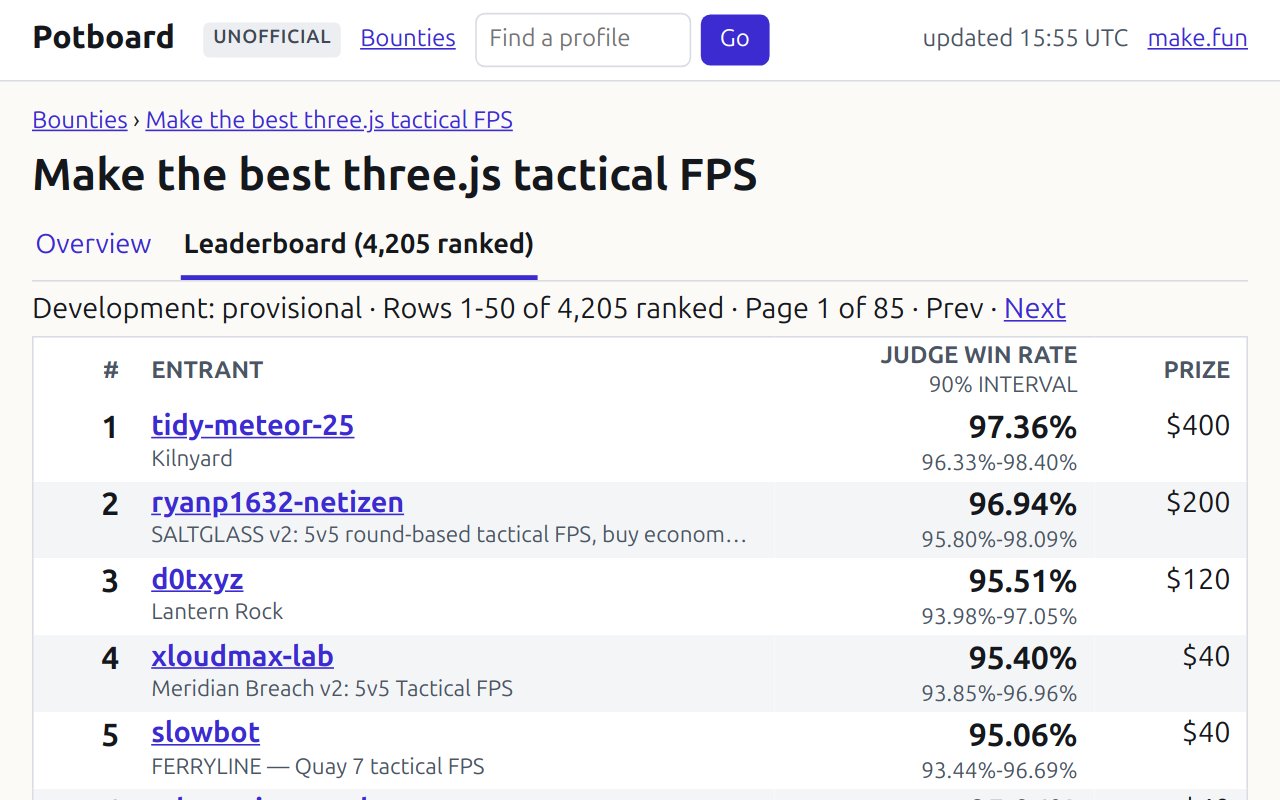 Potboard UNOFFICIAL Bounties Find a profile Go updated 15:55 UTC make.fun
Bounties › Make the best three.js tactical FPS
Make the best three.js tactical FPS
Overview Leaderboard (4,205 ranked)
Development: provisional · Rows 1-50 of 4,205 ranked · Page 1 of 85 · Prev · Next
# ENTRANT JUDGE WIN RATE 90% INTERVAL PRIZE
1 tidy-meteor-25 97.36% $400
Kilnyard 96.33%-98.40%
2 ryanp1632-netizen 96.94% $200
SALTGLASS v2: 5v5 round-based tactical FPS, buy econom… 95.80%-98.09%
3 d0txyz 95.51% $120
Lantern Rock 93.98%-97.05%
4 xloudmax-lab 95.40% $40
Meridian Breach v2: 5v5 Tactical FPS 93.85%-96.96%
5 slowbot 95.06% $40
FERRYLINE — Quay 7 tactical FPS 93.44%-96.69%